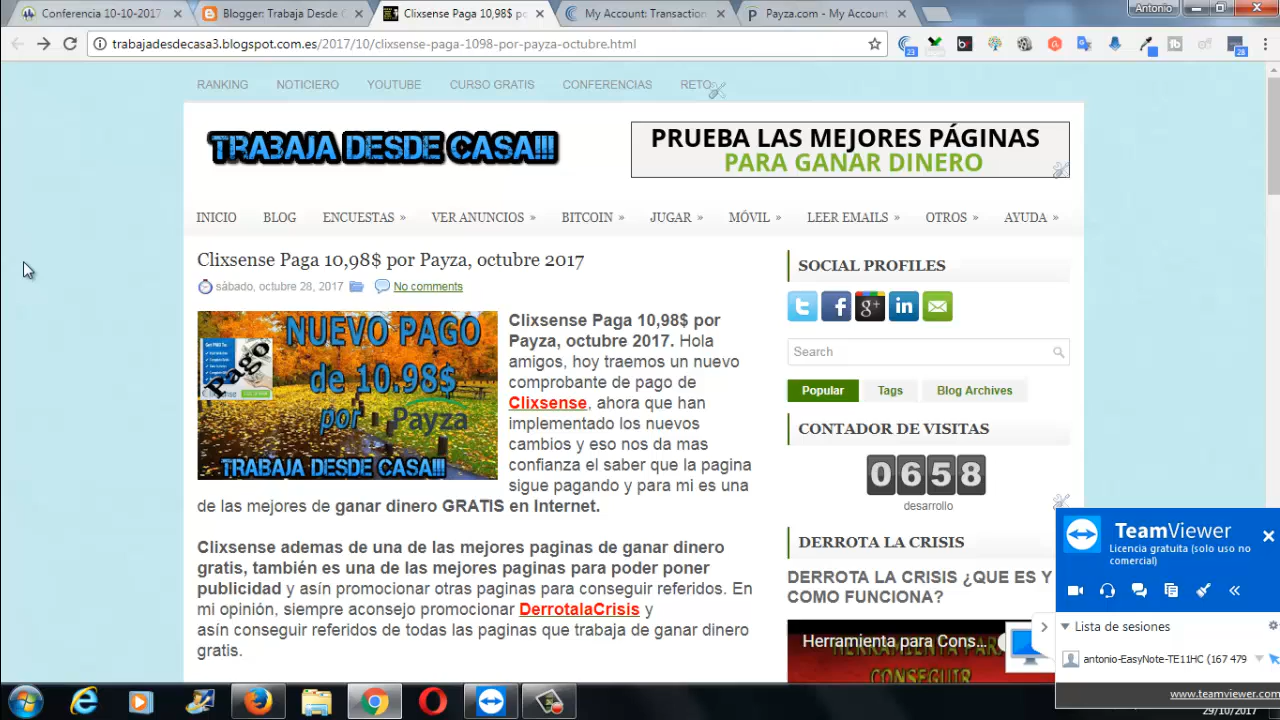 Conferencia 10-10-2017
Blogger: Trabaja Desde C
Clixsense Paga 10,98$ po
My Account: Transaction
Payza.com - My Account
Antonio
trabajadesdecasa3.blogspot.com.es/2017/10/clixsense-paga-1098-por-payza-octubre.html
23
28
RANKING NOTICIERO YOUTUBE CURSO GRATIS CONFERENCIAS RETO
TRABAJA DESDE CASA!!!
PRUEBA LAS MEJORES PÁGINAS
PARA GANAR DINERO
INICIO BLOG ENCUESTAS » VER ANUNCIOS » BITCOIN » JUGAR » MÓVIL » LEER EMAILS » OTROS » AYUDA »
Clixsense Paga 10,98$ por Payza, octubre 2017
sábado, octubre 28, 2017 No comments
NUEVO PAGO
de 10.98$
por Payza
Pago
TRABAJA DESDE CASA!!!
Clixsense Paga 10,98$ por
Payza, octubre 2017. Hola
amigos, hoy traemos un nuevo
comprobante de pago de
Clixsense, ahora que han
implementado los nuevos
cambios y eso nos da mas
confianza el saber que la pagina
sigue pagando y para mi es una
de las mejores de ganar dinero GRATIS en Internet.
Clixsense ademas de una de las mejores paginas de ganar dinero
gratis, también es una de las mejores paginas para poder poner
publicidad y asín promocionar otras paginas para conseguir referidos. En
mi opinión, siempre aconsejo promocionar DerrotalaCrisis y
asín conseguir referidos de todas las paginas que trabaja de ganar dinero
gratis.
SOCIAL PROFILES
Search
Popular Tags Blog Archives
CONTADOR DE VISITAS
0658
desarrollo
DERROTA LA CRISIS
DERROTA LA CRISIS ¿QUE ES Y
COMO FUNCIONA?
Herramienta para Cons...
HERRAMIENTA PARA
CONSEGUIR
TeamViewer
Licencia gratuita (solo uso no
comercial)
Lista de sesiones
antonio-EasyNote-TE11HC (167 479
www.teamviewer.com
29/10/2017